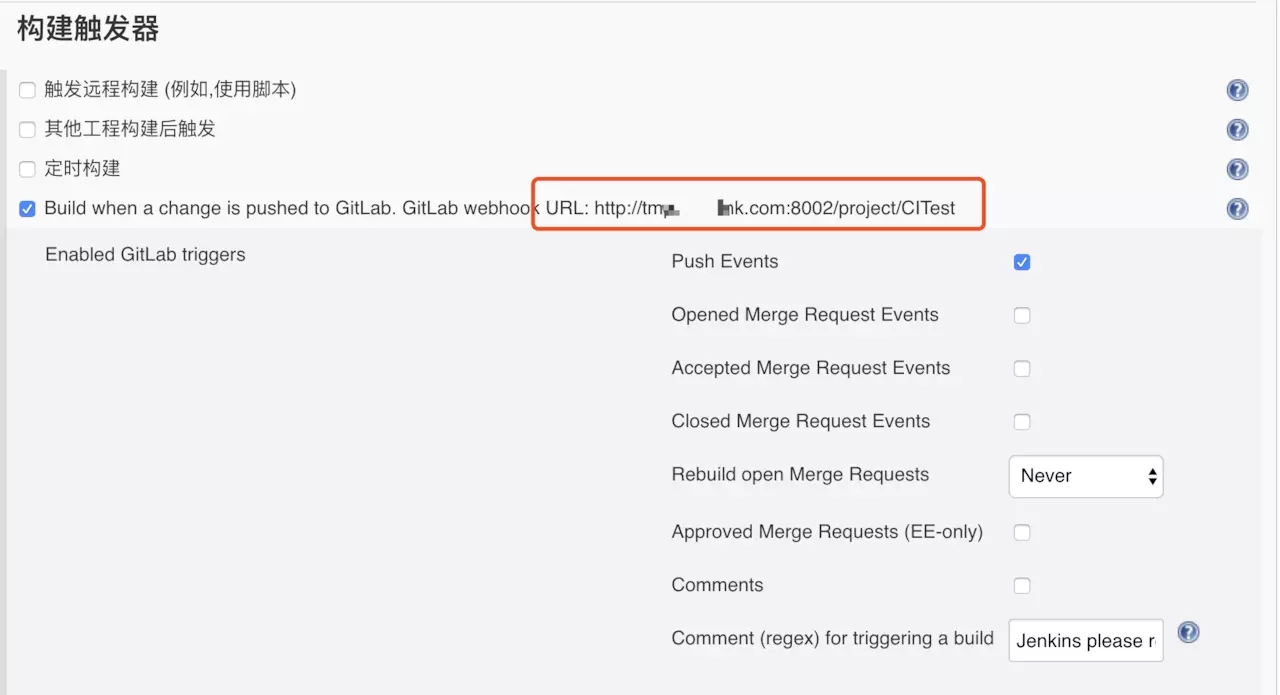 构建触发器
触发远程构建 (例如,使用脚本)
其他工程构建后触发
定时构建
Build when a change is pushed to GitLab. GitLab webhook URL: http://tm nk.com:8002/project/CITest
Enabled GitLab triggers
Push Events
Opened Merge Request Events
Accepted Merge Request Events
Closed Merge Request Events
Rebuild open Merge Requests Never
Approved Merge Requests (EE-only)
Comments
Comment (regex) for triggering a build Jenkins please r